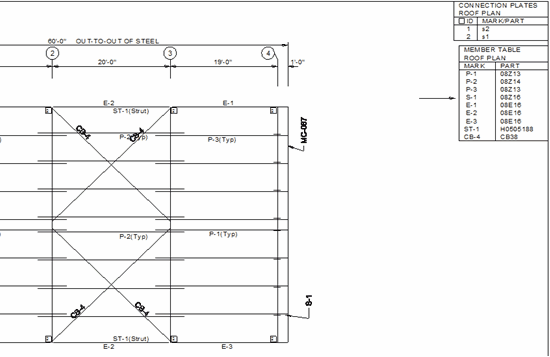 CONNECTION PLATES
ROOF PLAN
ID MARK/PART
1 s2
2 s1
MEMBER TABLE
ROOF PLAN
MARK PART
P-1 08Z13
P-2 08Z14
P-3 08Z13
S-1 08Z16
E-1 08E16
E-2 08E16
E-3 08E16
ST-1 H0505188
CB-4 CB38
60'-0" OUT-TO-OUT OF STEEL
2 3 4
20'-0" 19'-0" 1'-0"
E-2 E-1
ST-1(Strut)
CB-4 CB-4
P-2(Typ) P-3(Typ)
MC-067
P-2(Typ) P-1(Typ)
CB-4 CB-4
S-1
ST-1(Strut)
E-2 E-3